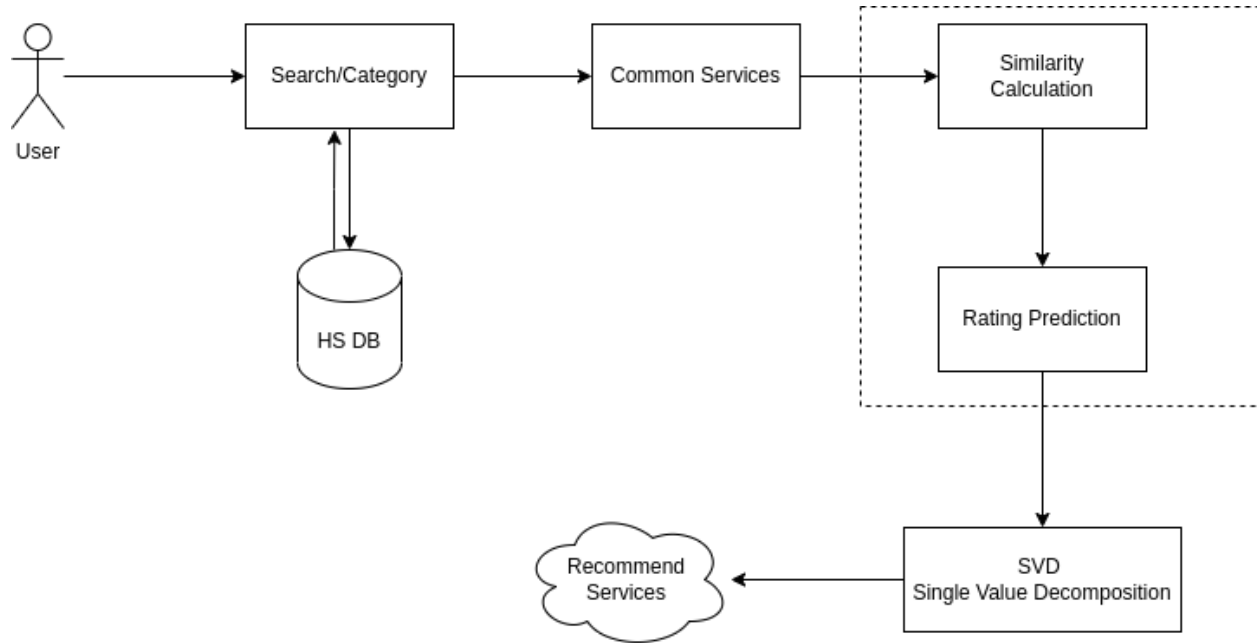 User
Search/Category
Common Services
Similarity
Calculation
HS DB
Rating Prediction
Recommend
Services
SVD
Single Value Decomposition